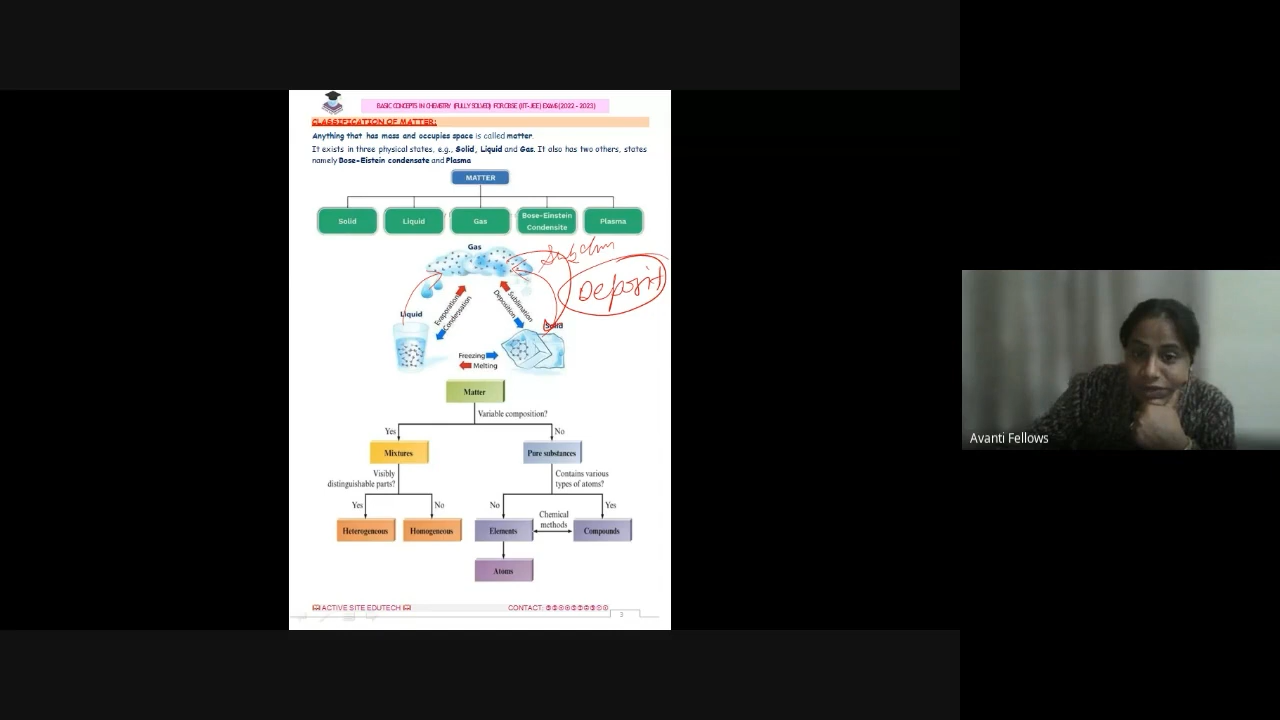 BASIC CONCEPTS IN CHEMISTRY (FULLY SOLVED) FOR CBSE (IIT-JEE) EXAMS (2022 - 2023)
CLASSIFICATION OF MATTER:
Anything that has mass and occupies space is called matter.
It exists in three physical states, e.g., Solid, Liquid and Gas. It also has two others, states
namely Bose-Eistein condensate and Plasma
MATTER
Solid
Liquid
Gas
Bose-Einstein
Condensite
Plasma
Gas
Deposit
Evaporation
Condensation
Sublimation
Deposition
Liquid
Solid
Freezing
Melting
Matter
Variable composition?
Yes
No
Mixtures
Pure substances
Visibly
distinguishable parts?
Contains various
types of atoms?
Yes
No
No
Chemical
methods
Yes
Heterogeneous
Homogeneous
Elements
Compounds
Atoms
ACTIVE SITE EDUTECH
CONTACT:
3
Avanti Fellows